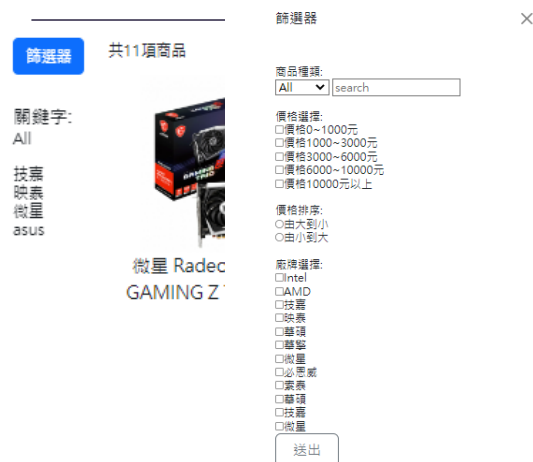 篩選器
共11項商品
關鍵字:
All
技嘉
映泰
微星
asus
GAMING
TRIO
微星 Radeo
GAMING Z T
篩選器
商品種類:
All
search
價格選擇:
價格0~1000元
價格1000~3000元
價格3000~6000元
價格6000~10000元
價格10000元以上
價格排序:
由大到小
由小到大
廠牌選擇:
Intel
AMD
技嘉
映泰
華碩
華擎
微星
必恩威
索泰
華碩
技嘉
微星
送出